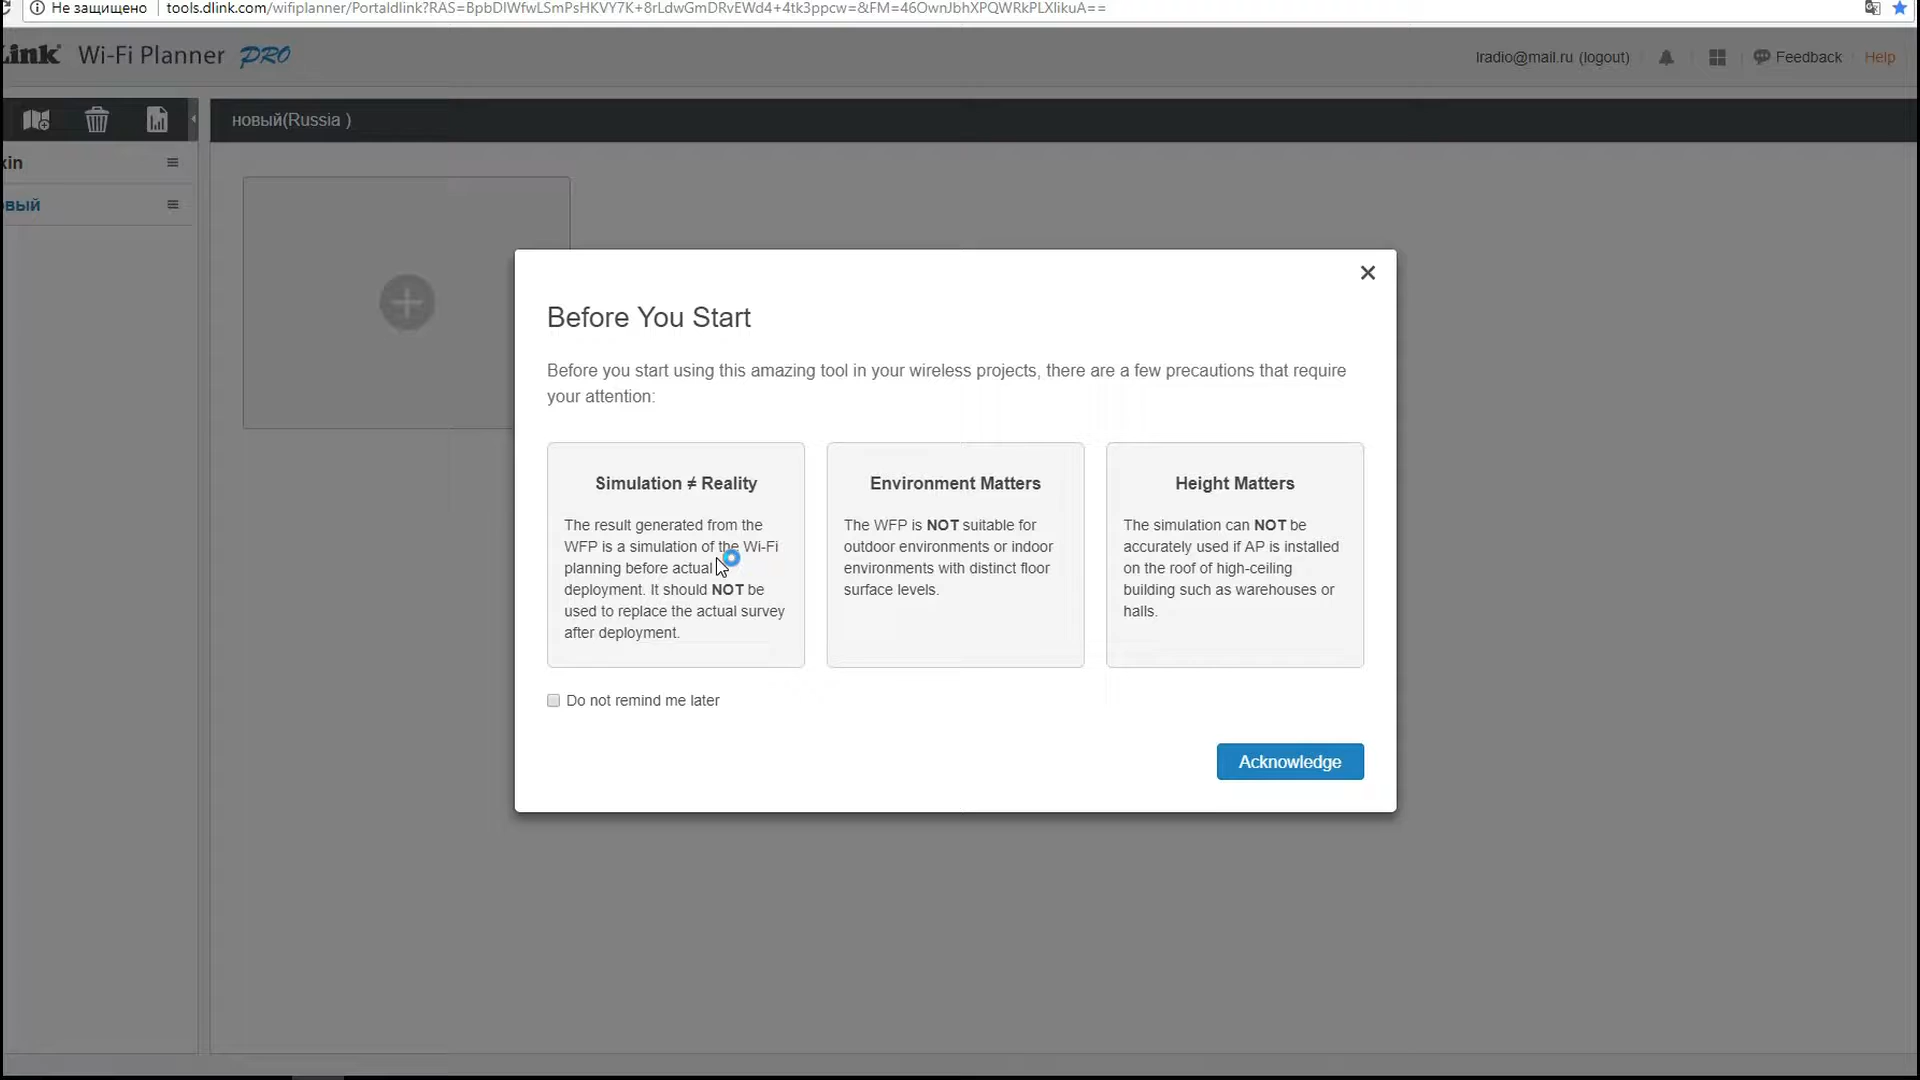 Не защищено tools.dlink.com/wifiplanner/Portaldlink?RAS=BpbDIWfwLSmPsHKVY7K+8rLdwGmDRvEWd4+4tk3ppcw=&FM=46OwnJbhXPQWRkPLXlikuA==
Link Wi-Fi Planner PRO
lradio@mail.ru (logout) Feedback Help
новый(Russia )
kin
овый
Before You Start
Before you start using this amazing tool in your wireless projects, there are a few precautions that require
your attention:
Simulation ≠ Reality
The result generated from the
WFP is a simulation of the Wi-Fi
planning before actual
deployment. It should NOT be
used to replace the actual survey
after deployment.
Environment Matters
The WFP is NOT suitable for
outdoor environments or indoor
environments with distinct floor
surface levels.
Height Matters
The simulation can NOT be
accurately used if AP is installed
on the roof of high-ceiling
building such as warehouses or
halls.
Do not remind me later
Acknowledge